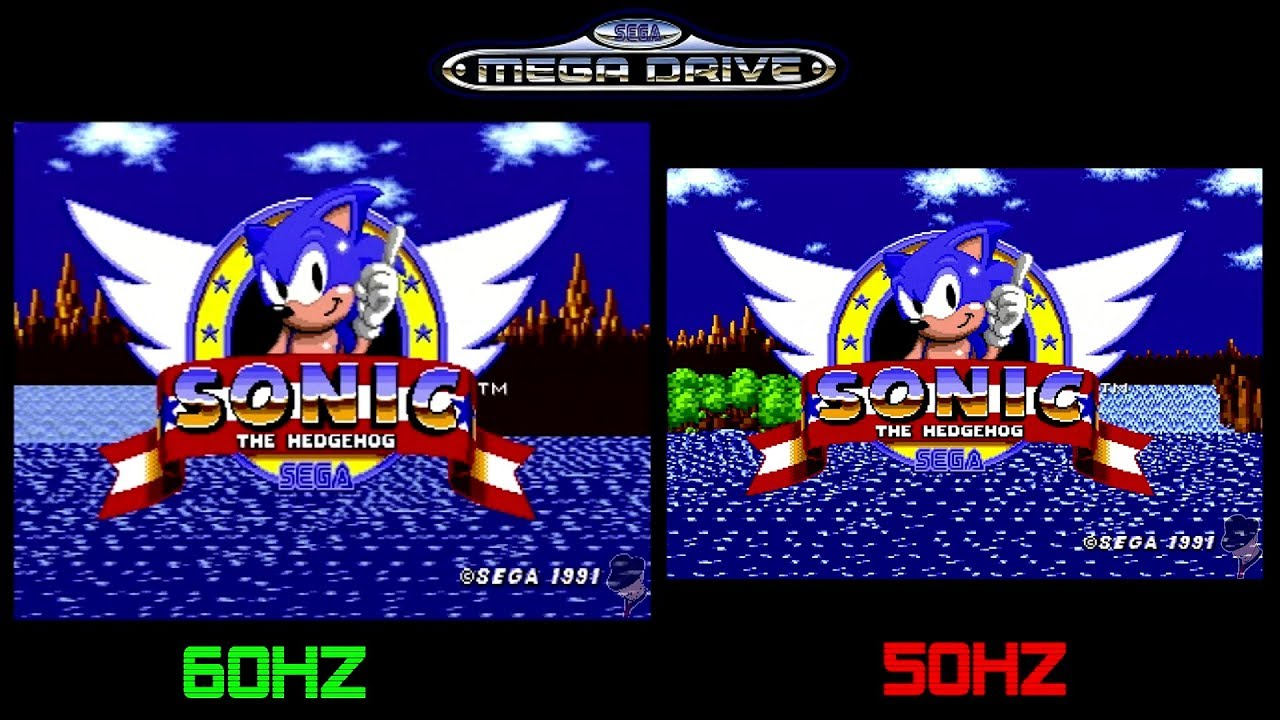 SEGA
MEGA DRIVE
SONIC TM
THE HEDGEHOG
SEGA
©SEGA 1991
SONIC TM
THE HEDGEHOG
SEGA
©SEGA 1991
60HZ
50HZ